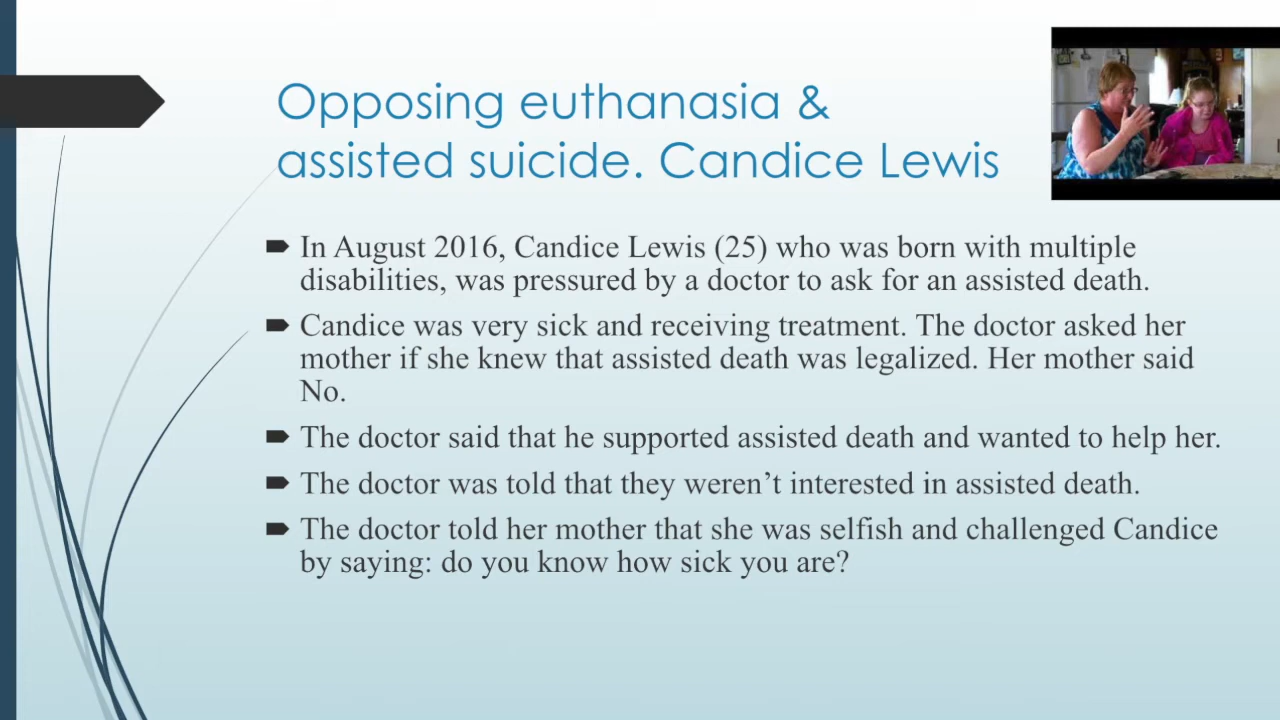 Opposing euthanasia &
assisted suicide. Candice Lewis
In August 2016, Candice Lewis (25) who was born with multiple
disabilities, was pressured by a doctor to ask for an assisted death.
Candice was very sick and receiving treatment. The doctor asked her
mother if she knew that assisted death was legalized. Her mother said
No.
The doctor said that he supported assisted death and wanted to help her.
The doctor was told that they weren’t interested in assisted death.
The doctor told her mother that she was selfish and challenged Candice
by saying: do you know how sick you are?